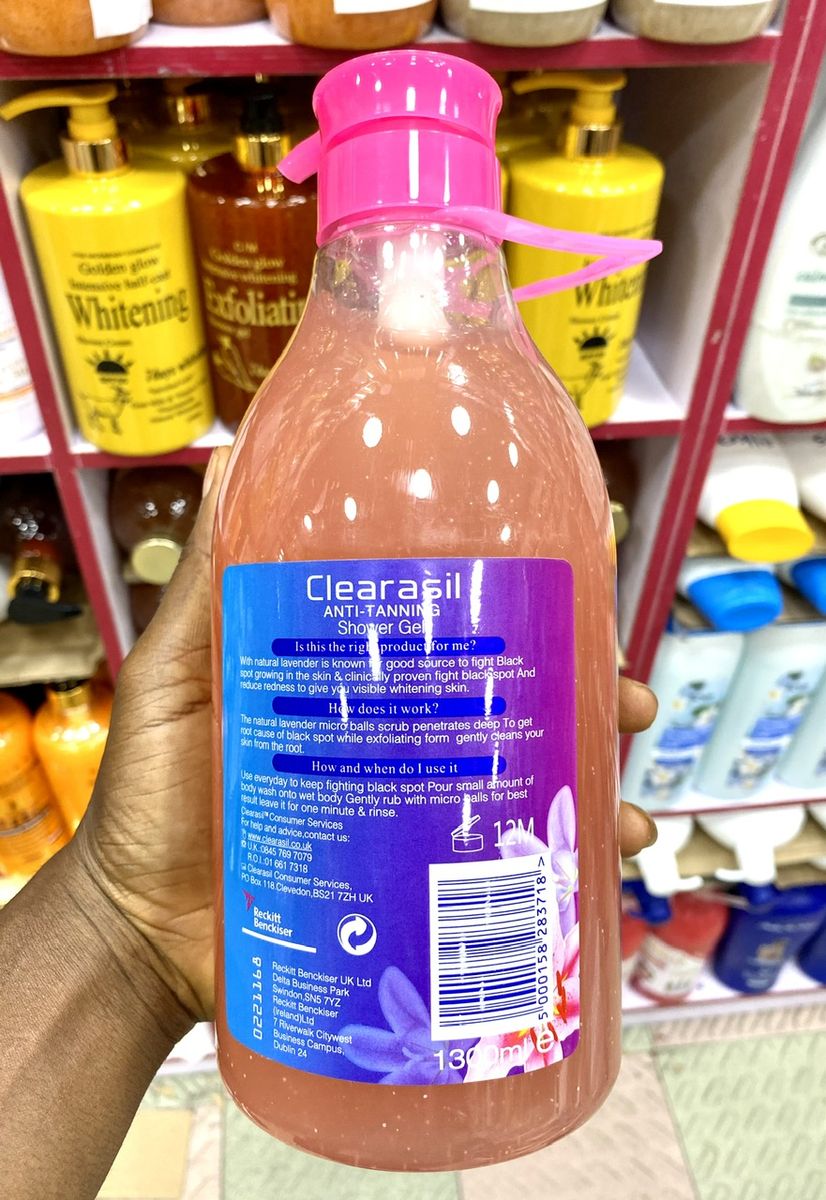 Golden glow
Whitening
Golden glow
Clearasil
ANTI-TANNING
Shower Gel
Is this the right product for me?
With natural lavender is known for good source to fight Black
spot growing in the skin & clinically proven fight black spot And
reduce redness to give you visible whitening skin.
How does it work?
The natural lavender micro balls scrub penetrates deep To get
root cause of black spot while exfoliating form gently cleans your
skin from the root.
How and when do I use it
Use everyday to keep fighting black spot Pour small amount of
body wash onto wet body Gently rub with micro balls for best
result leave it for one minute & rinse.
Clearasil™ Consumer Services
For help and advice,contact us:
www.clearasil.co.uk
U.K:0845 769 7079
R.O.I:01 661 7318
Clearasil Consumer Services,
PO Box 118.Clevedon,BS21 7ZH UK
12M
Reckitt
Benckiser
Reckitt Benckiser UK Ltd
Delta Business Park
Swindon,SN5 7YZ
Reckitt Benckiser
(Ireland)Ltd
7 Riverwalk Citywest
Business Campus,
Dublin 24
0221168
5 000158 283718 >
1300ml e